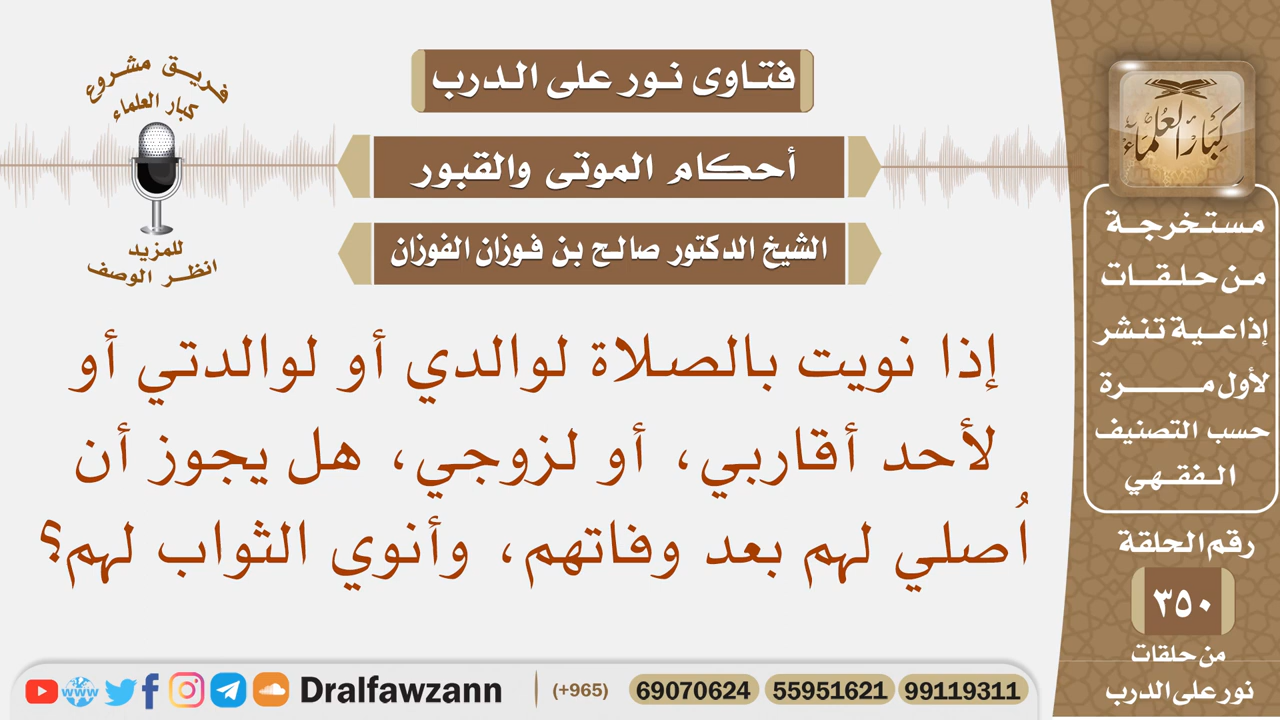 فتاوى نور على الدرب
أحكام الموتى والقبور
الشيخ الدكتور صالح بن فوزان الفوزان
فريق مشروع
كبار العلماء
للمزيد
انظر الوصف
إذا نويت بالصلاة لوالدي أو لوالدتي أو
لأحد أقاربي، أو لزوجي، هل يجوز أن
أُصلي لهم بعد وفاتهم، وأنوي الثواب لهم؟
كِبَارُ العُلَمَاء
مستخرجة
من حلقات
إذاعية تنشر
لأول مرة
حسب التصنيف
الفقهي
رقم الحلقة
٣٥٠
من حلقات
نور على الدرب
www Dralfawzann (+965) 69070624 55951621 99119311